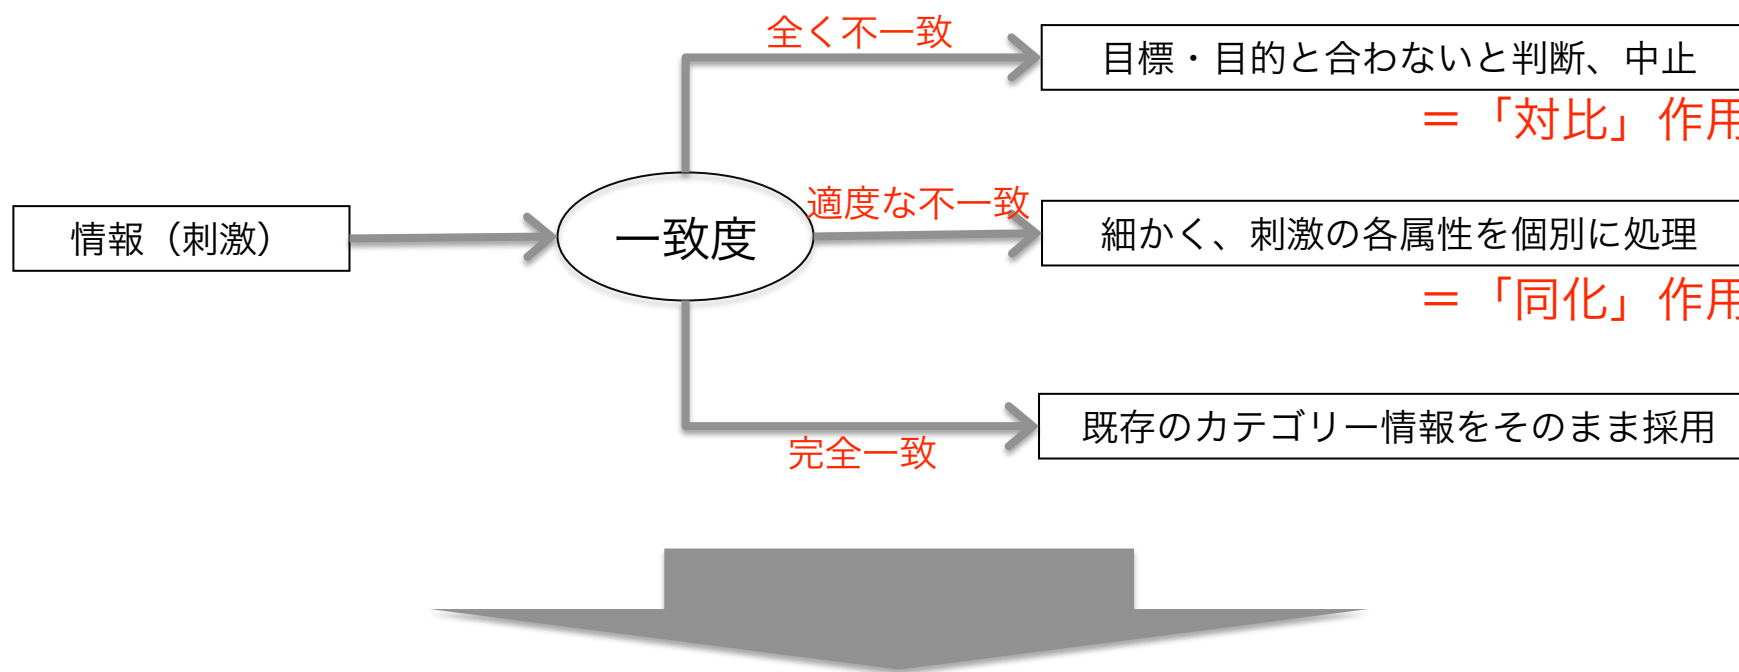 全く不一致
目標・目的と合わないと判断、中止
＝「対比」作用
情報（刺激）
一致度
適度な不一致
細かく、刺激の各属性を個別に処理
＝「同化」作用
完全一致
既存のカテゴリー情報をそのまま採用